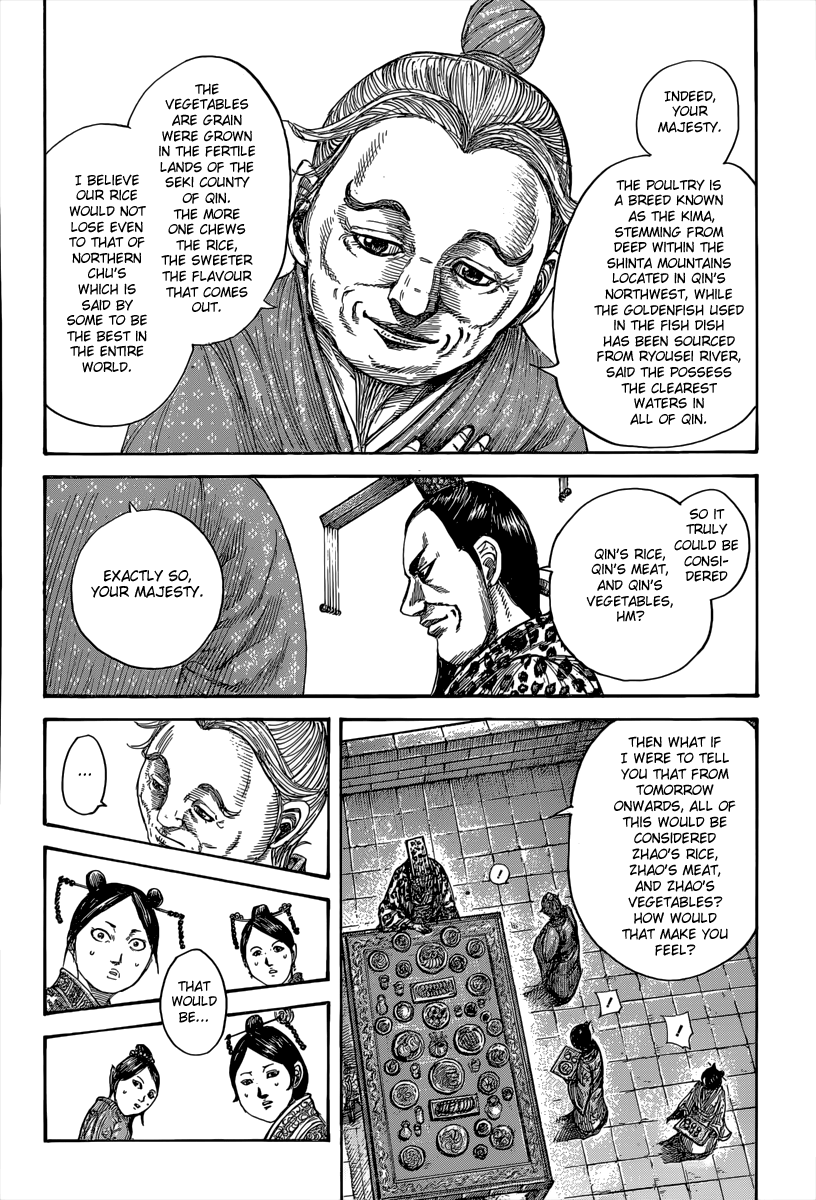 INDEED,
YOUR
MAJESTY.
THE POULTRY IS
A BREED KNOWN
AS THE KIMA,
STEMMING FROM
DEEP WITHIN THE
SHINTA MOUNTAINS
LOCATED IN QIN'S
NORTHWEST, WHILE
THE GOLDENFISH USED
IN THE FISH DISH
HAS BEEN SOURCED
FROM RYOUSEI RIVER,
SAID THE POSSESS
THE CLEAREST
WATERS IN
ALL OF QIN.
THE
VEGETABLES
ARE GRAIN
WERE GROWN
IN THE FERTILE
LANDS OF THE
SEKI COUNTY
OF QIN.
THE MORE
ONE CHEWS
THE RICE,
THE SWEETER
THE FLAVOUR
THAT COMES
OUT.
I BELIEVE
OUR RICE
WOULD NOT
LOSE EVEN
TO THAT OF
NORTHERN
CHU'S
WHICH IS
SAID BY
SOME TO BE
THE BEST IN
THE ENTIRE
WORLD.
SO IT
TRULY
COULD BE
CONSI-
DERED
QIN'S RICE,
QIN'S MEAT,
AND QIN'S
VEGETABLES,
HM?
EXACTLY SO,
YOUR MAJESTY.
THEN WHAT IF
I WERE TO TELL
YOU THAT FROM
TOMORROW
ONWARDS, ALL OF
THIS WOULD BE
CONSIDERED
ZHAO'S RICE,
ZHAO'S MEAT,
AND ZHAO'S
VEGETABLES?
HOW WOULD
THAT MAKE YOU
FEEL?
!
!
!
...
THAT
WOULD
BE...